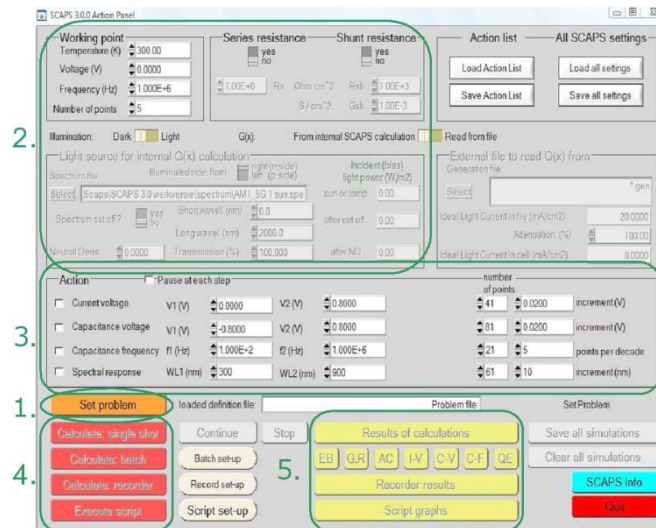 SCAPS 3.0.0 Action Panel
Working point
Temperature (K) 300.00
Voltage (V) 0.0000
Frequency (Hz) 1.000E+6
Number of points 5
Series resistance Shunt resistance
yes
no
yes
no
1.00E+0 Rs Ohm.cm^2 Rsh 1.00E+3
S/cm^2 Gsh 1.00E-3
Action list All SCAPS settings
Load Action List Load all settings
Save Action List Save all settings
2.
Illumination: Dark Light G(x): From internal SCAPS calculation Read from file
Light source for internal G(x) calculation
Spectrum file: Illuminated side: from right (n-side)
left (p-side)
Incident (bias)
light power (W/m2)
Select Scaps\SCAPS 3.0 werkversie\spectrum\AM1_5G 1 sun.spe sun or lamp 0.00
Spectrum cut off? yes
no
Short wavel. (nm) 0.0
Long wavel. (nm) 2000.0
after cut off 0.00
Neutral Dens. 0.0000 Transmission (%) 100.000 after ND 0.00
External file to read G(x) from
Generation file:
Select *.gen
Ideal Light Current in file (mA/cm2) 20.0000
Attenuation (%) 100.00
Ideal Light Current in cell (mA/cm2) 0.0000
3.
Action Pause at each step number
of points
Current voltage V1 (V) 0.0000 V2 (V) 0.8000 41 0.0200 increment (V)
Capacitance voltage V1 (V) -0.8000 V2 (V) 0.8000 81 0.0200 increment (V)
Capacitance frequency f1 (Hz) 1.000E+2 f2 (Hz) 1.000E+6 21 5 points per decade
Spectral response WL1 (nm) 300 WL2 (nm) 900 61 10 increment (nm)
1.
Set problem loaded definition file: Problem file: Set Problem
4.
Calculate: single shot Continue Stop
Calculate: batch Batch set-up
Calculate: recorder Record set-up
Execute script Script set-up
5.
Results of calculations Save all simulations
EB G,R AC I-V C-V C-F QE Clear all simulations
Recorder results SCAPS info
Script graphs Quit